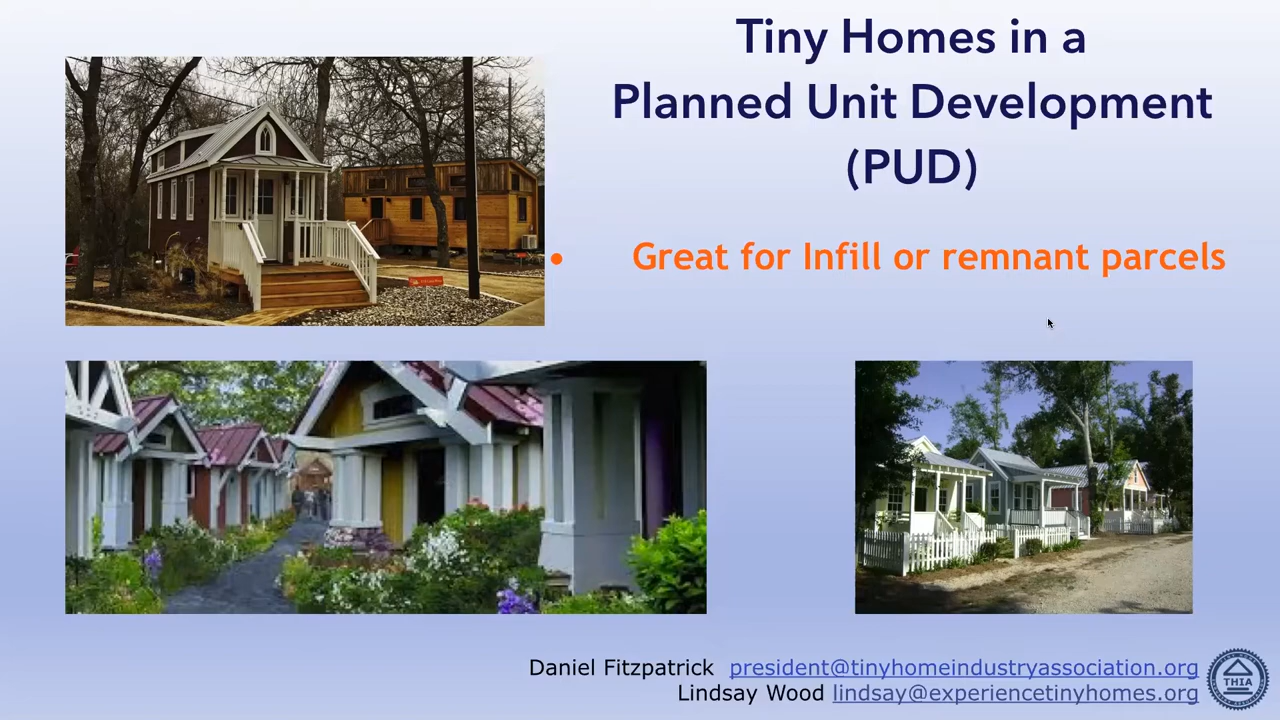 Tiny Homes in a
Planned Unit Development
(PUD)
• Great for Infill or remnant parcels
Daniel Fitzpatrick president@tinyhomeindustryassociation.org
Lindsay Wood lindsay@experiencetinyhomes.org
THIA